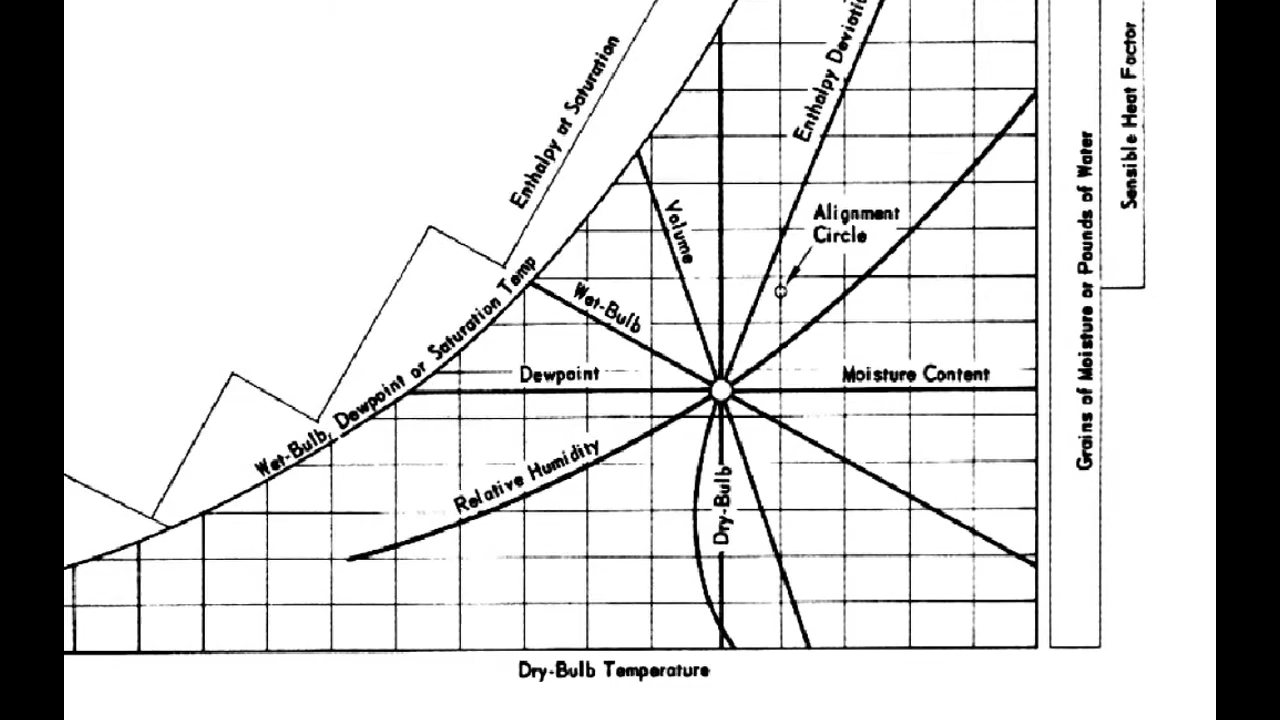 Enthalpy at Saturation
Enthalpy
Sensible Heat Factor
Grains of Moisture or Pounds of Water
Alignment
Circle
Volume
Wet-Bulb
Wet-Bulb, Dewpoint or Saturation Temp
Dewpoint
Moisture Content
Relative Humidity
Dry-Bulb
Dry-Bulb Temperature